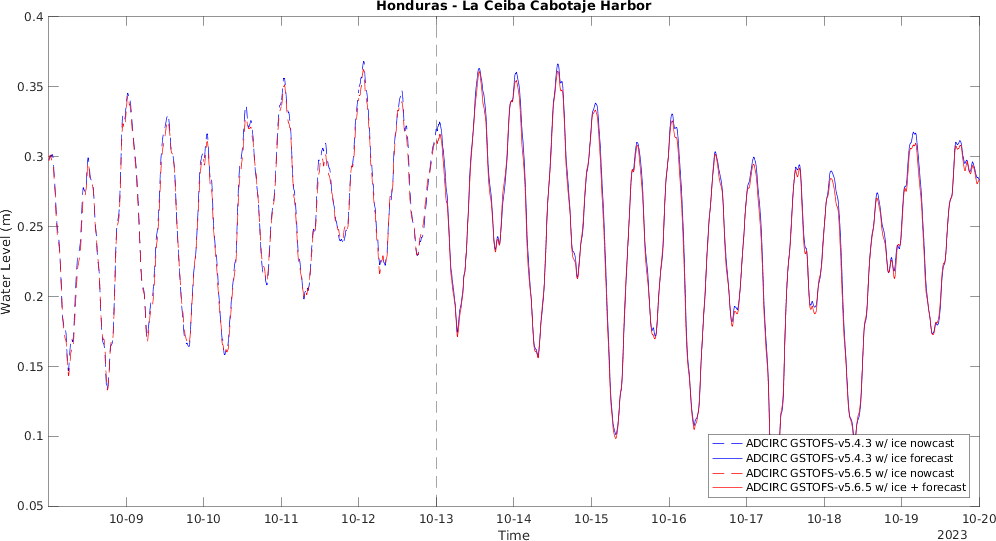 Honduras - La Ceiba Cabotaje Harbor
0.4
0.35
0.3
0.25
0.2
0.15
0.1
0.05
Water Level (m)
ADCIRC GSTOFS-v5.4.3 w/ ice nowcast
ADCIRC GSTOFS-v5.4.3 w/ ice forecast
ADCIRC GSTOFS-v5.6.5 w/ ice nowcast
ADCIRC GSTOFS-v5.6.5 w/ ice + forecast
10-09 10-10 10-11 10-12 10-13 10-14 10-15 10-16 10-17 10-18 10-19 10-20
Time
2023